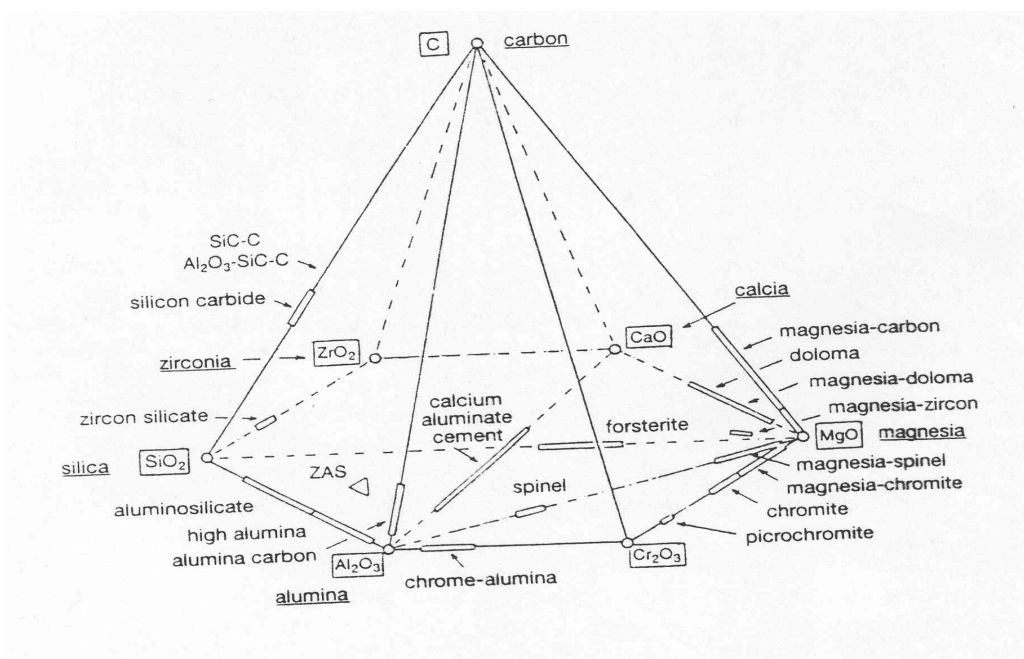 C carbon
SiC-C
Al₂O₃-SiC-C
silicon carbide
calcia
magnesia-carbon
zirconia
ZrO₂
CaO
doloma
magnesia-doloma
zircon silicate
calcium
aluminate
cement
forsterite
magnesia-zircon
silica
SiO₂
MgO
magnesia
ZAS
magnesia-spinel
aluminosilicate
spinel
magnesia-chromite
high alumina
chromite
alumina carbon
picrochromite
Al₂O₃
Cr₂O₃
chrome-alumina
alumina